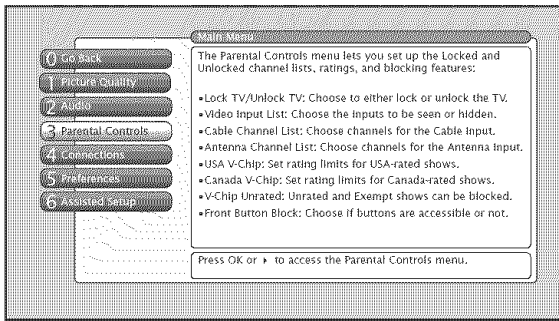 Main Menu
0 Go Back
1 Picture Quality
2 Audio
3 Parental Controls
4 Connections
5 Preferences
6 Assisted Setup
The Parental Controls menu lets you set up the Locked and
Unlocked channel lists, ratings, and blocking features:
•Lock TV/Unlock TV: Choose to either lock or unlock the TV.
•Video Input List: Choose the inputs to be seen or hidden.
•Cable Channel List: Choose channels for the Cable Input.
•Antenna Channel List: Choose channels for the Antenna Input.
•USA V-Chip: Set rating limits for USA-rated shows.
•Canada V-Chip: Set rating limits for Canada-rated shows.
•V-Chip Unrated: Unrated and Exempt shows can be blocked.
•Front Button Block: Choose if buttons are accessible or not.
Press OK or ▸ to access the Parental Controls menu.